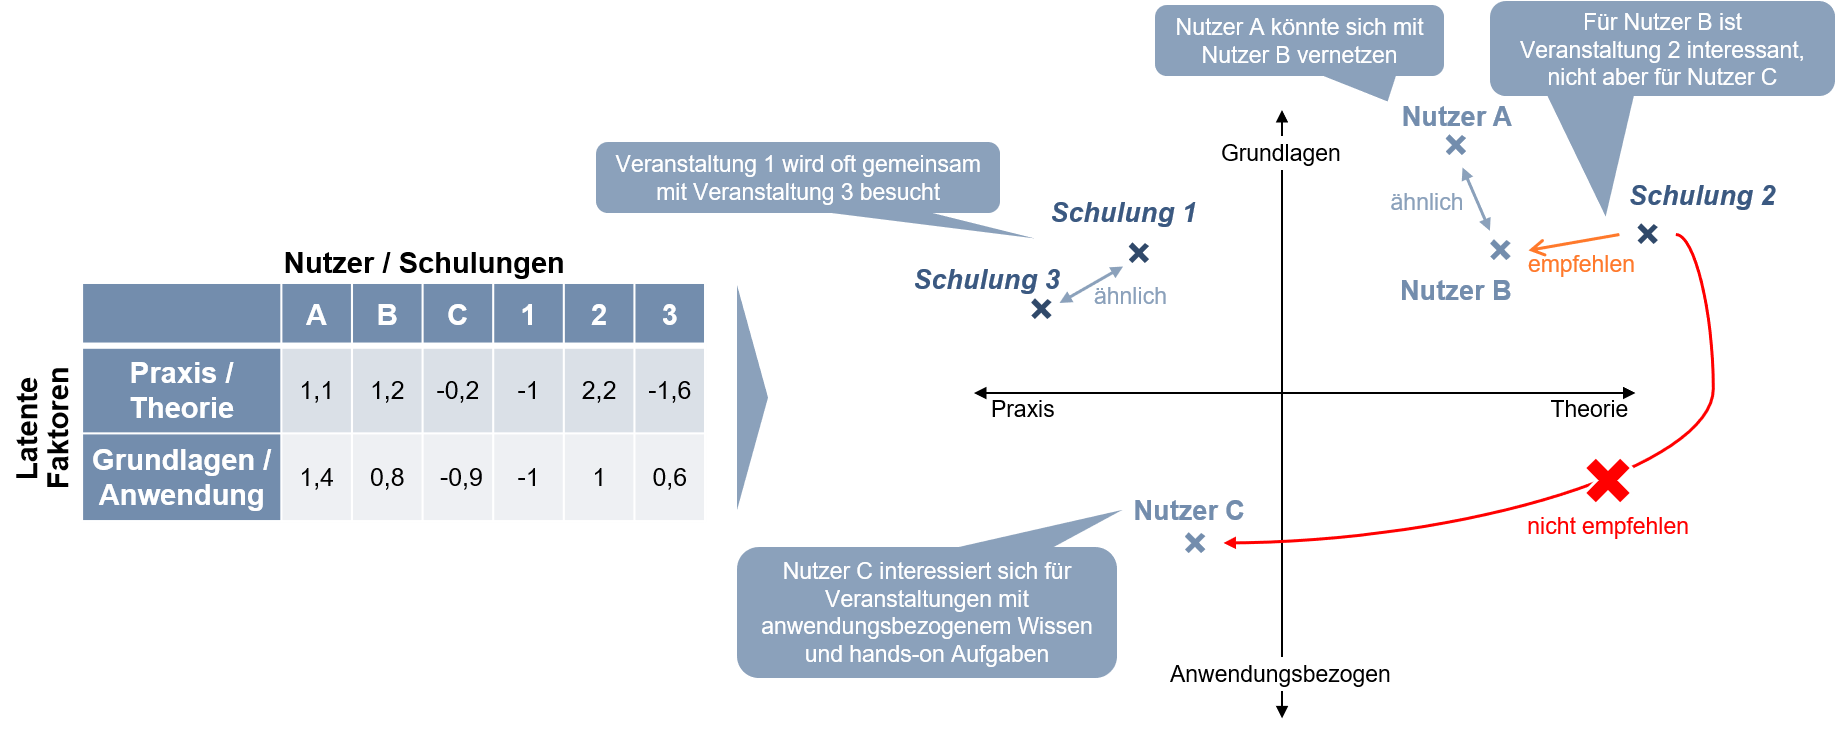 Nutzer A könnte sich mit
Nutzer B vernetzen
Für Nutzer B ist
Veranstaltung 2 interessant,
nicht aber für Nutzer C
Veranstaltung 1 wird oft gemeinsam
mit Veranstaltung 3 besucht
Nutzer / Schulungen
A B C 1 2 3
Latente
Faktoren
Praxis /
Theorie
1,1 1,2 -0,2 -1 2,2 -1,6
Grundlagen /
Anwendung
1,4 0,8 -0,9 -1 1 0,6
Grundlagen
Nutzer A
ähnlich
Schulung 2
Schulung 1
Schulung 3
ähnlich
empfehlen
Nutzer B
Praxis
Theorie
Nutzer C
nicht empfehlen
Nutzer C interessiert sich für
Veranstaltungen mit
anwendungsbezogenem Wissen
und hands-on Aufgaben
Anwendungsbezogen